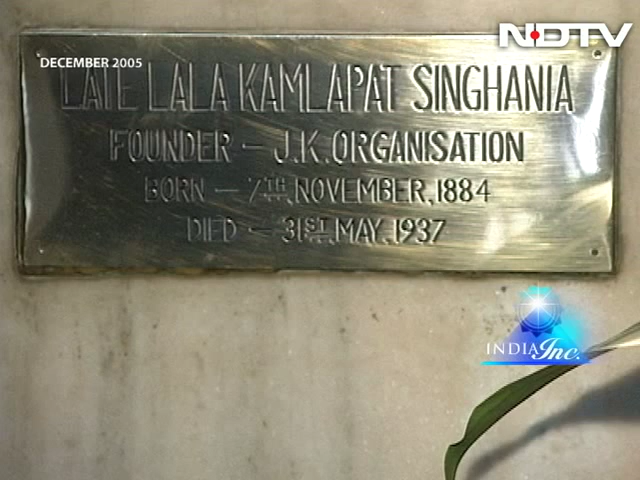 NDTV
DECEMBER 2005
LATE LALA KAMLAPAT SINGHANIA
FOUNDER – J.K. ORGANISATION
BORN – 7TH, NOVEMBER, 1884
DIED – 31ST, MAY, 1937
INDIA Inc.